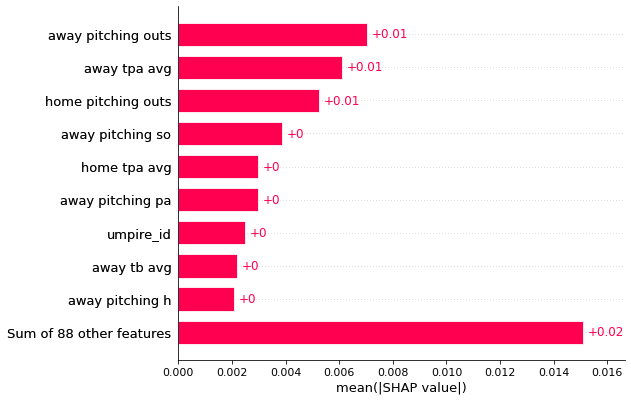 away pitching outs +0.01
away tpa avg +0.01
home pitching outs +0.01
away pitching so +0
home tpa avg +0
away pitching pa +0
umpire_id +0
away tb avg +0
away pitching h +0
Sum of 88 other features +0.02
0.000 0.002 0.004 0.006 0.008 0.010 0.012 0.014 0.016
mean(|SHAP value|)